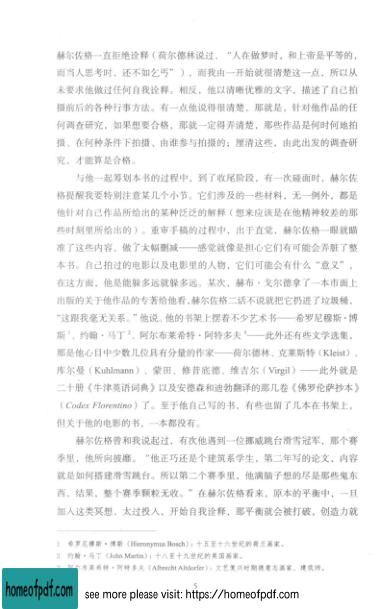 赫尔佐格一直拒绝诠释（荷尔德林说过，“人在做梦时，和上帝是平等的，
而当人思考时，还不如乞丐”），而我由一开始就很清楚这一点，所以从
未要求他做过任何自我诠释。相反，他以清晰优雅的文字，描述了自己拍
摄前后的各种行事方法。有一点他说得很清楚，那就是，针对他作品的任
何调查研究，如果想要合格，那就一定得弄清楚，那些作品是何时何地拍
摄、在何种条件下拍摄、由谁参与拍摄的；厘清这些，由此出发的调查研
究，才能算是合格。
与他一起筹划本书的过程中，到了收尾阶段，有一次碰面时，赫尔佐
格提醒我要特别注意某几个小节。它们涉及的一些材料，无一例外，都是
他针对自己作品所给出的某种泛泛的解释（想来应该是在他精神较差的那
些时刻里所给出的）。重审手稿的过程中，出于直觉，赫尔佐格一眼就瞄
准了这些内容，做了大幅删减——感觉就像是担心它们有可能会弄脏了整
本书。自己拍过的电影以及电影里的人物，它们可能会有什么“意义”，
在这方面，他是能躲多远就躲多远。某次，赫布·戈尔德拿了一本市面上
出版的关于他作品的专著给他看，赫尔佐格二话不说就把它扔进了垃圾桶，
“这跟我毫无关系。”他说。他的书架上摆着不少艺术书——希罗尼穆斯·博
斯¹、约翰·马丁²、阿尔布莱希特·阿特多夫³——此外还有些文学选集，
那是他心目中少数几位具有分量的作家——荷尔德林、克莱斯特（Kleist）、
库尔曼（Kuhlmann）、蒙田、修昔底德、维吉尔（Virgil）——此外就是
二十册《牛津英语词典》以及安德森和迪勃翻译的那几卷《佛罗伦萨抄本》
（Codex Florentino）了。至于他自己写的书，有些也留了几本在书架上，
但关于他的电影的书，一本都没有。
赫尔佐格曾和我说起过，有次他遇到一位挪威跳台滑雪冠军，那个赛
季里，他所向披靡。“他正巧还是个建筑系学生，第二年写的论文，内容
就是如何搭建滑雪跳台。所以第二个赛季里，他满脑子想的尽是那些鬼东
西，结果，整个赛季颗粒无收。”在赫尔佐格看来，原本的平衡中，一旦
加入这类冥想，太过投入，开始自我诠释，那平衡就会被打破，创造力就
1 希罗尼穆斯·博斯（Hieronymus Bosch）：十五至十六世纪的荷兰画家。
2 约翰·马丁（John Martin）：十八至十九世纪的英国画家。
3 阿尔布莱希特·阿特多夫（Albrecht Altdorfer）：文艺复兴时期德意志画家、建筑师。
5
homeofpdf.com
see more please visit: https://homeofpdf.com